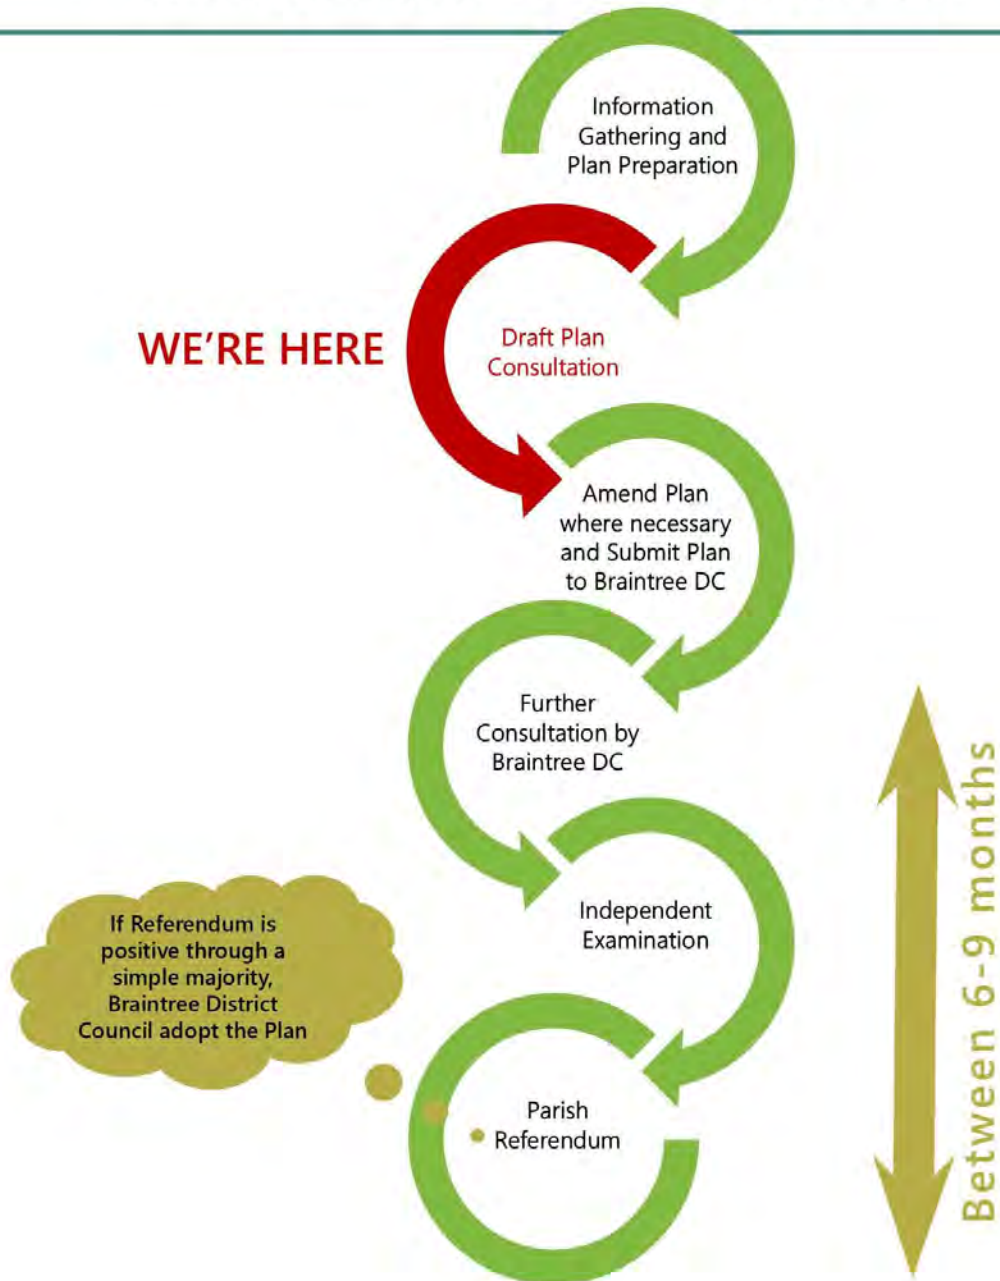 Information
Gathering and
Plan Preparation
WE'RE HERE
Draft Plan
Consultation
Amend Plan
where necessary
and Submit Plan
to Braintree DC
Further
Consultation by
Braintree DC
Independent
Examination
If Referendum is
positive through a
simple majority,
Braintree District
Council adopt the Plan
Parish
Referendum
Between 6-9 months